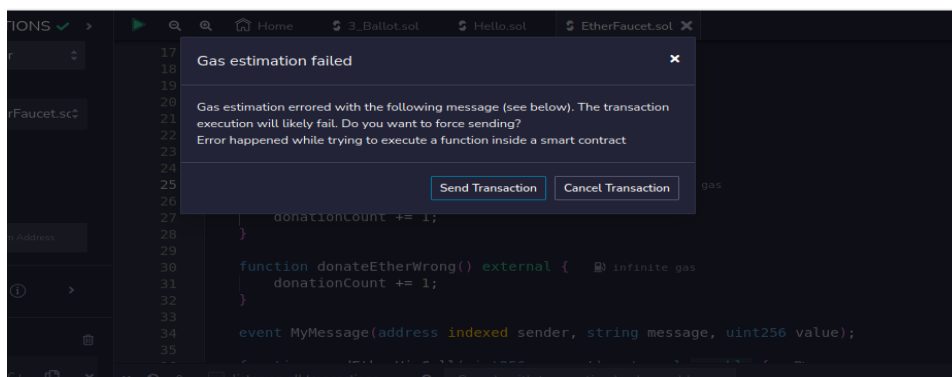 TIONS
Home
3_Ballot.sol
Hello.sol
EtherFaucet.sol
17
18
19
20
21
22
23
24
25
26
27
28
29
30
31
32
33
34
35
Gas estimation failed
Gas estimation errored with the following message (see below). The transaction
execution will likely fail. Do you want to force sending?
Error happened while trying to execute a function inside a smart contract
Send Transaction Cancel Transaction
gas
donationCount += 1;
}
function donateEtherWrong() external { infinite gas
donationCount += 1;
}
event MyMessage(address indexed sender, string message, uint256 value);
rFaucet.sc
n Address